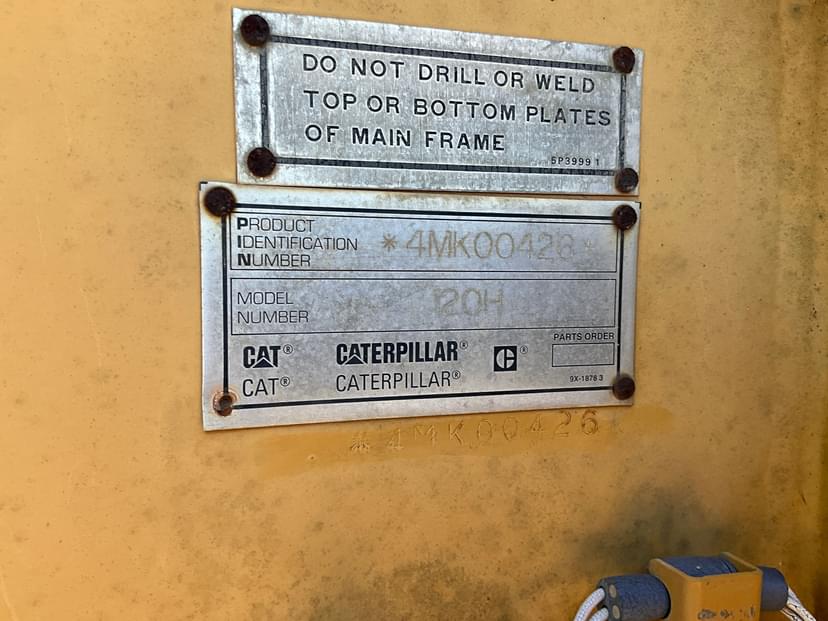 DO NOT DRILL OR WELD
TOP OR BOTTOM PLATES
OF MAIN FRAME
5P3999 1
PRODUCT
IDENTIFICATION
NUMBER
*4MK00426*
MODEL
NUMBER
120H
CAT® CATERPILLAR® C®
CAT® CATERPILLAR®
PARTS ORDER
9X-1876 3
*4MK00426